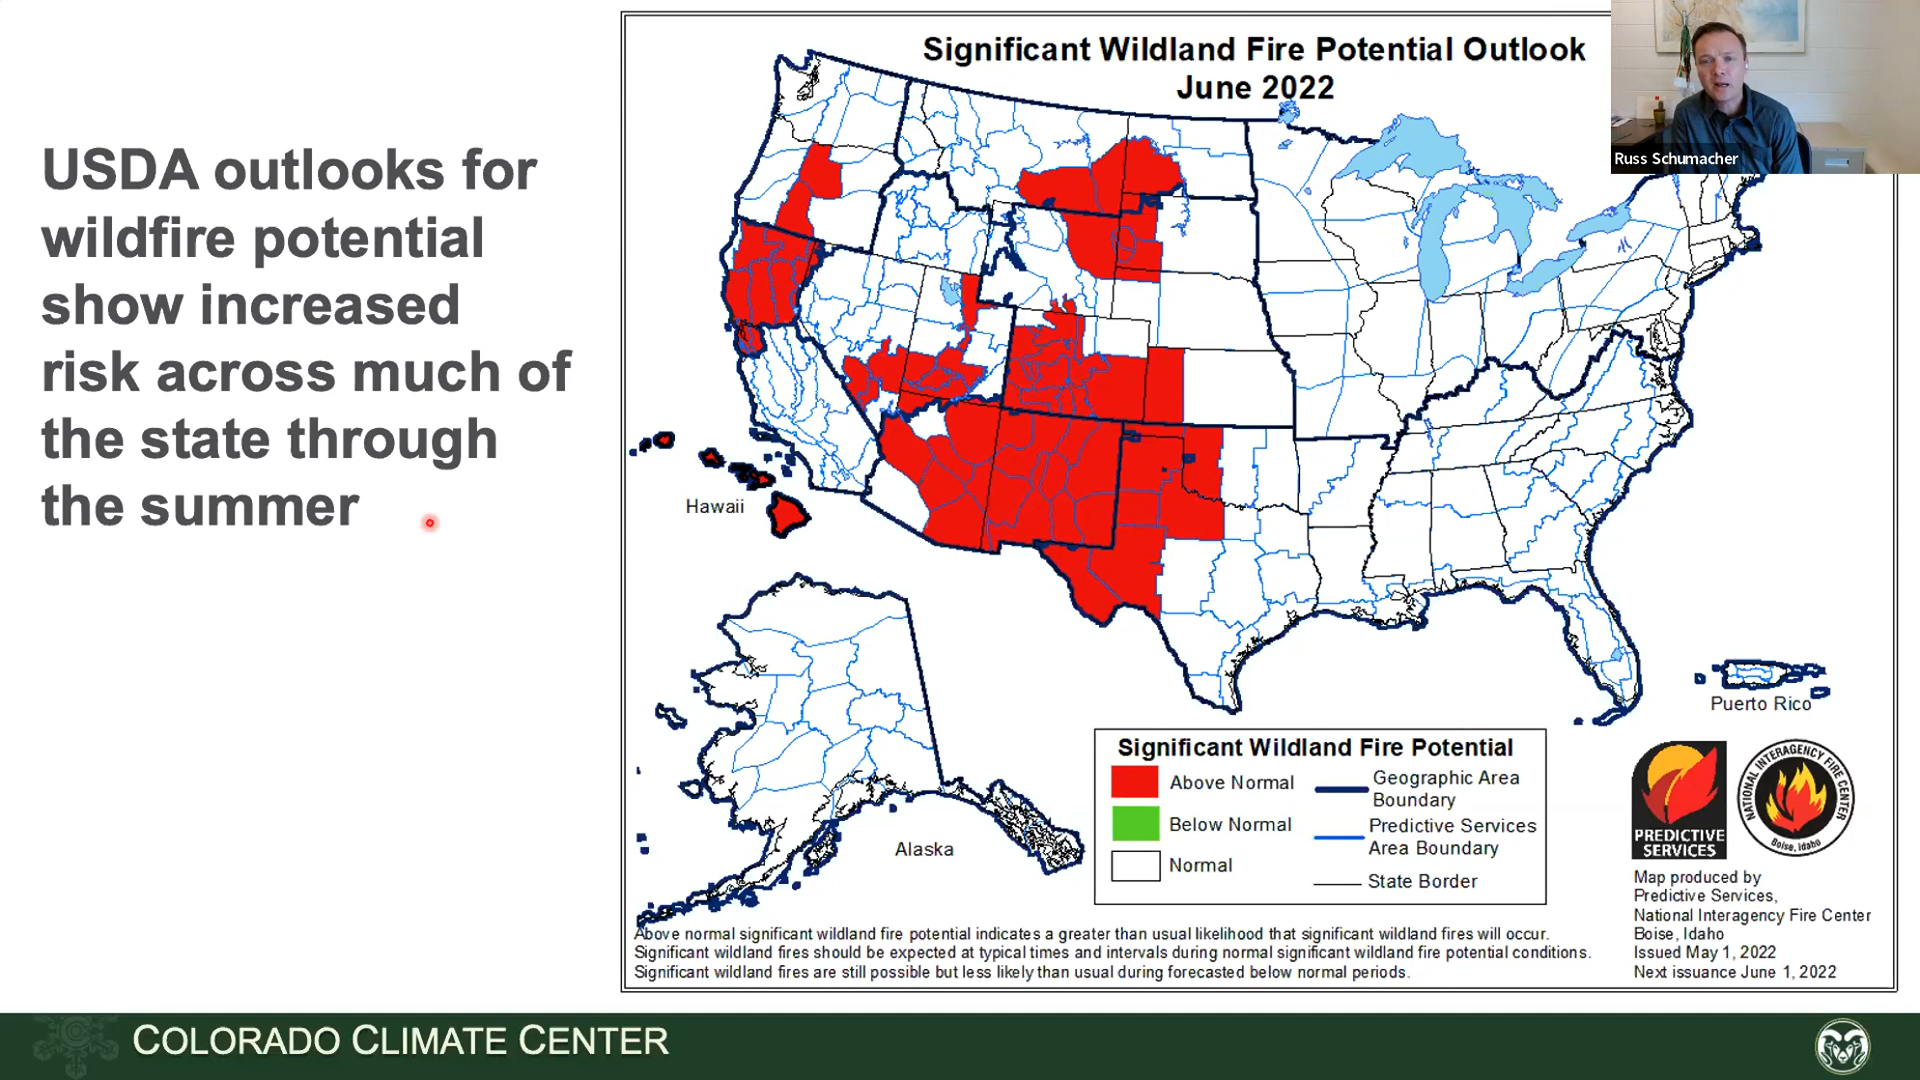 USDA outlooks for
wildfire potential
show increased
risk across much of
the state through
the summer
Significant Wildland Fire Potential Outlook
June 2022
Russ Schumacher
Hawaii
Alaska
Puerto Rico
Significant Wildland Fire Potential
Above Normal
Below Normal
Normal
Geographic Area
Boundary
Predictive Services
Area Boundary
State Border
PREDICTIVE
SERVICES
NATIONAL INTERAGENCY FIRE CENTER
Boise, Idaho
Map produced by
Predictive Services,
National Interagency Fire Center
Boise, Idaho
Issued May 1, 2022
Next issuance June 1, 2022
Above normal significant wildland fire potential indicates a greater than usual likelihood that significant wildland fires will occur.
Significant wildland fires should be expected at typical times and intervals during normal significant wildland fire potential conditions.
Significant wildland fires are still possible but less likely than usual during forecasted below normal periods.
COLORADO CLIMATE CENTER